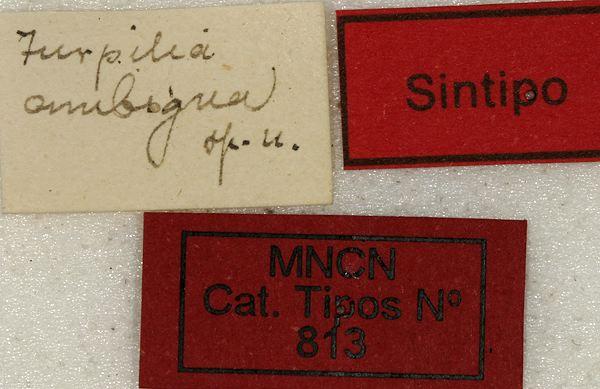 Turpilia
ambigua
sp. n.
Sintipo
MNCN
Cat. Tipos Nº
813